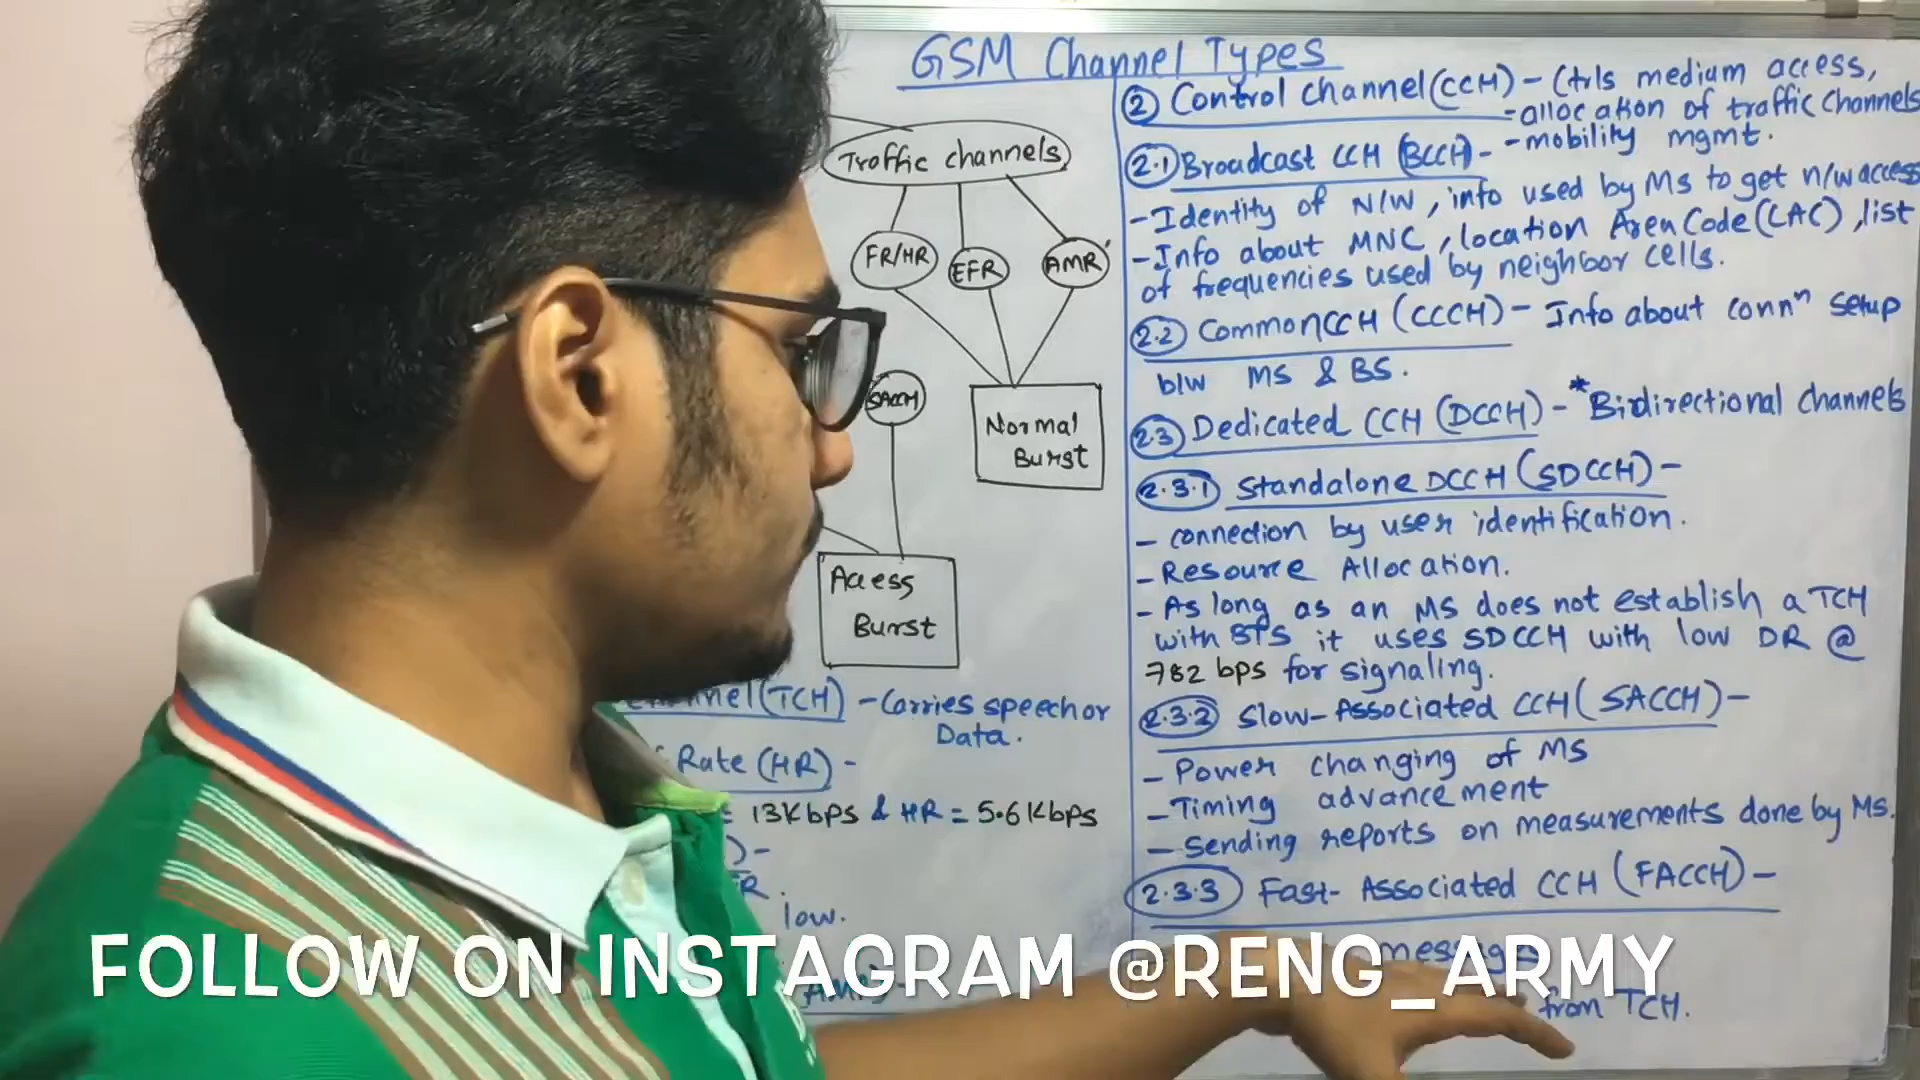 GSM Channel Types
Traffic channels
FR/HR
EFR
AMR
SACCH
Normal
Burst
Access
Burst
(TCH) - Carries speech or
Data.
Rate (HR) -
= 13Kbps & HR = 5.6 Kbps
) -
R.
low.
② Control channel (CCH) - Ctrls medium access,
- allocation of traffic channels
- mobility mgmt.
2.1 Broadcast CCH (BCCH) -
- Identity of N/W, info used by MS to get n/w access
- Info about MNC, location Area Code (LAC), list
of frequencies used by neighbor cells.
2.2 Common CCH (CCCH) - Info about connⁿ setup
b/w MS & BS.
2.3 Dedicated CCH (DCCH) - *Bidirectional channels
2.3.1 Standalone DCCH (SDCCH) -
- connection by user identification.
- Resource Allocation.
- As long as an MS does not establish a TCH
with BTS it uses SDCCH with low DR @
782 bps for signaling.
2.3.2 Slow-Associated CCH (SACCH) -
- Power changing of MS
- Timing advancement
- Sending reports on measurements done by MS.
2.3.3 Fast-Associated CCH (FACCH) -
from TCH.
FOLLOW ON INSTAGRAM @RENG_ARMY